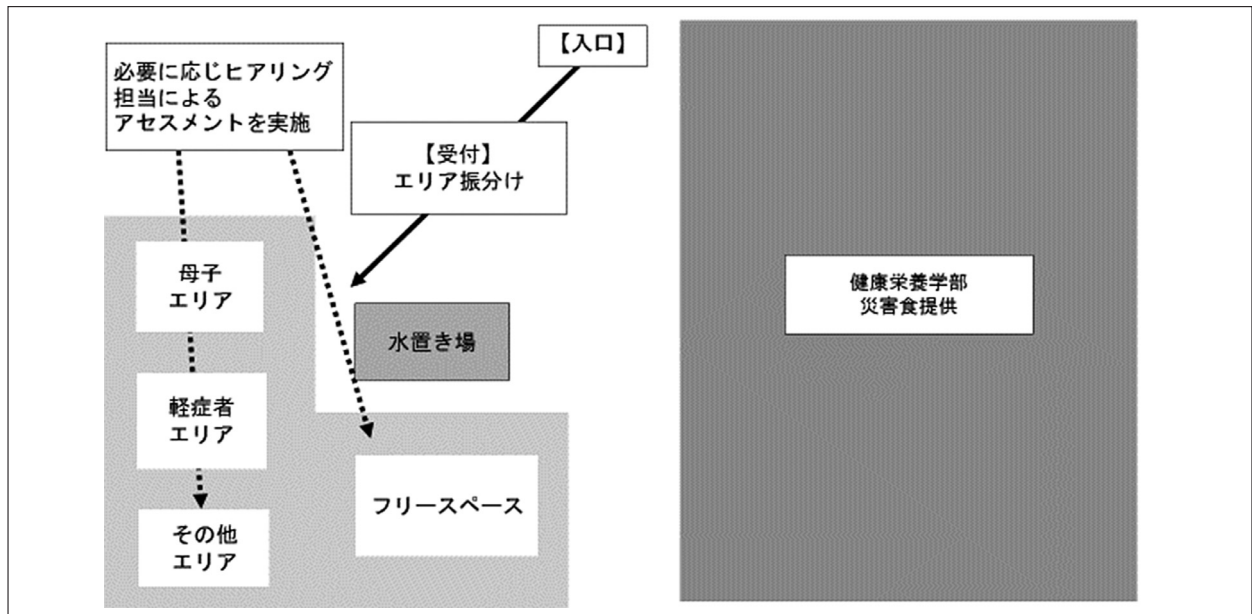 【入口】
必要に応じヒアリング
担当による
アセスメントを実施
【受付】
エリア振分け
母子
エリア
水置き場
軽症者
エリア
フリースペース
その他
エリア
健康栄養学部
災害食提供